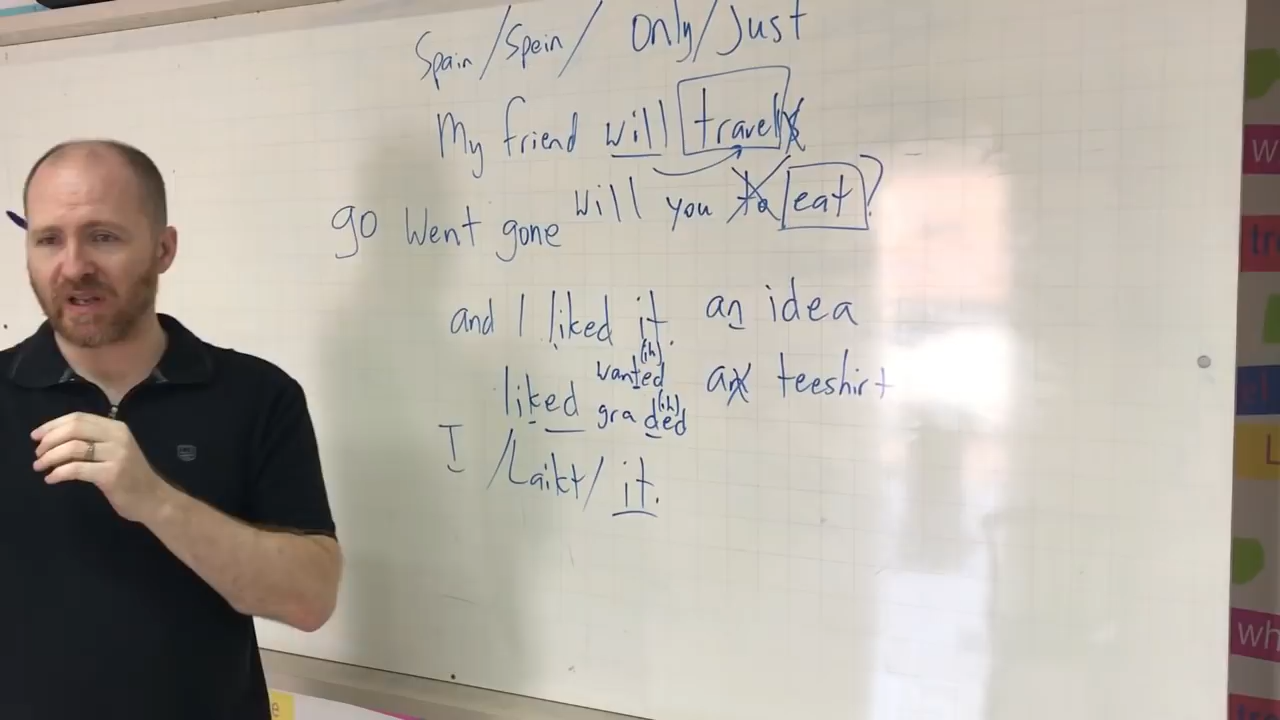 Spain /Spein/ Only/Just
My friend will travel
will you to eat?
go went gone
and I liked it. an idea
liked wanted (ih) an teeshirt
graded (ih)
I /Laikt/ it.